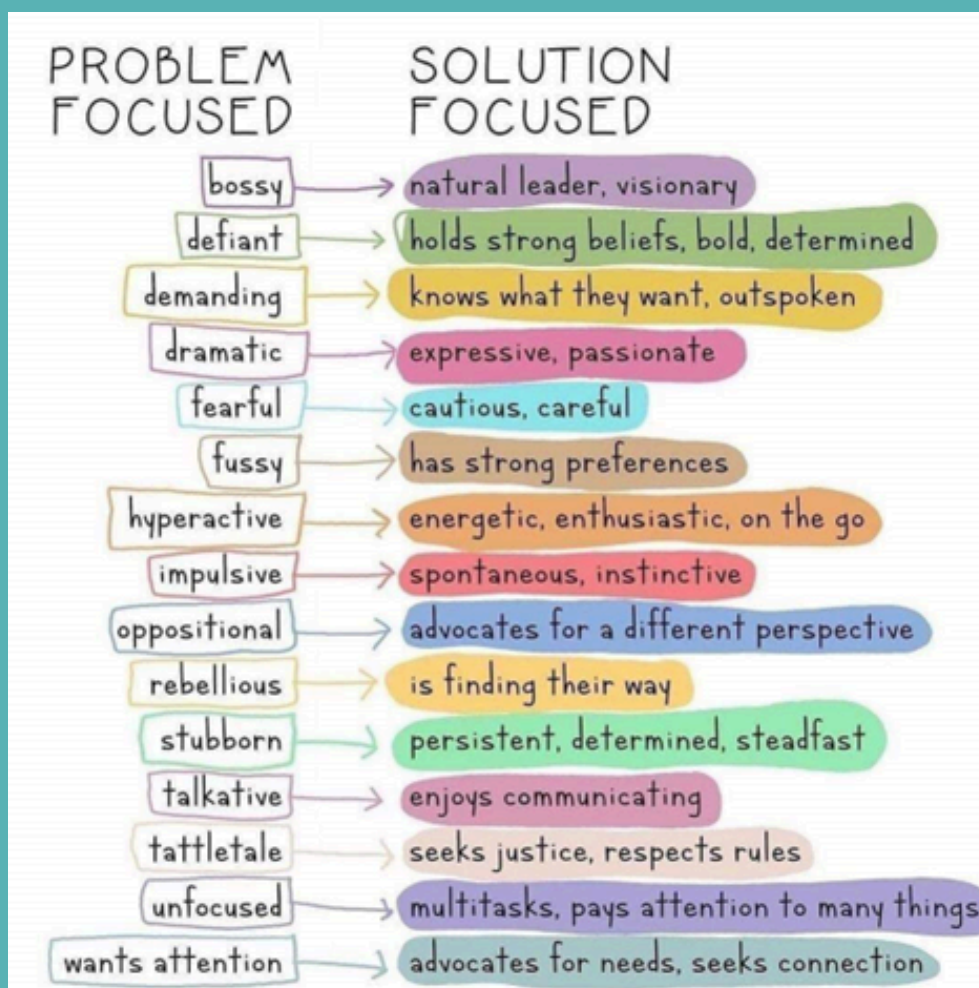 PROBLEM FOCUSED
SOLUTION FOCUSED
bossy natural leader, visionary
defiant holds strong beliefs, bold, determined
demanding knows what they want, outspoken
dramatic expressive, passionate
fearful cautious, careful
fussy has strong preferences
hyperactive energetic, enthusiastic, on the go
impulsive spontaneous, instinctive
oppositional advocates for a different perspective
rebellious is finding their way
stubborn persistent, determined, steadfast
talkative enjoys communicating
tattletale seeks justice, respects rules
unfocused multitasks, pays attention to many things
wants attention advocates for needs, seeks connection